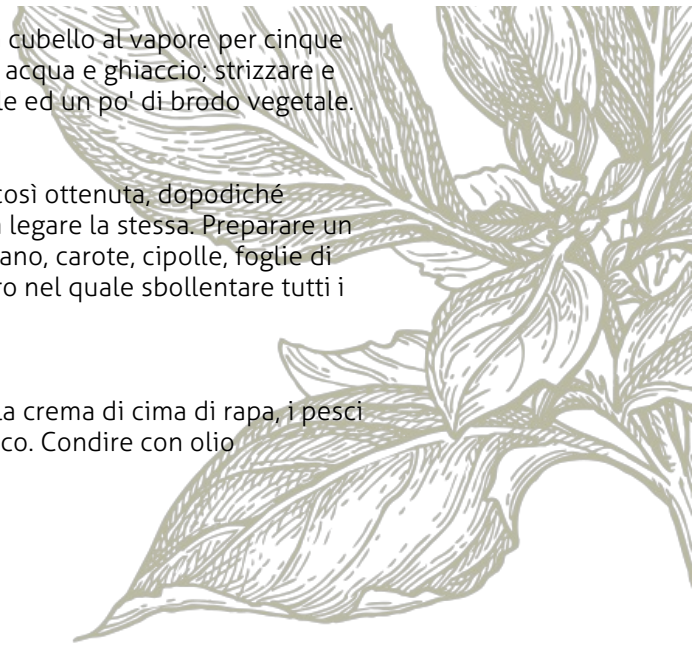 cubello al vapore per cinque
acqua e ghiaccio; strizzare e
le ed un po' di brodo vegetale.
così ottenuta, dopodiché
legare la stessa. Preparare un
ano, carote, cipolle, foglie di
ro nel quale sbollentare tutti i
la crema di cima di rapa, i pesci
co. Condire con olio